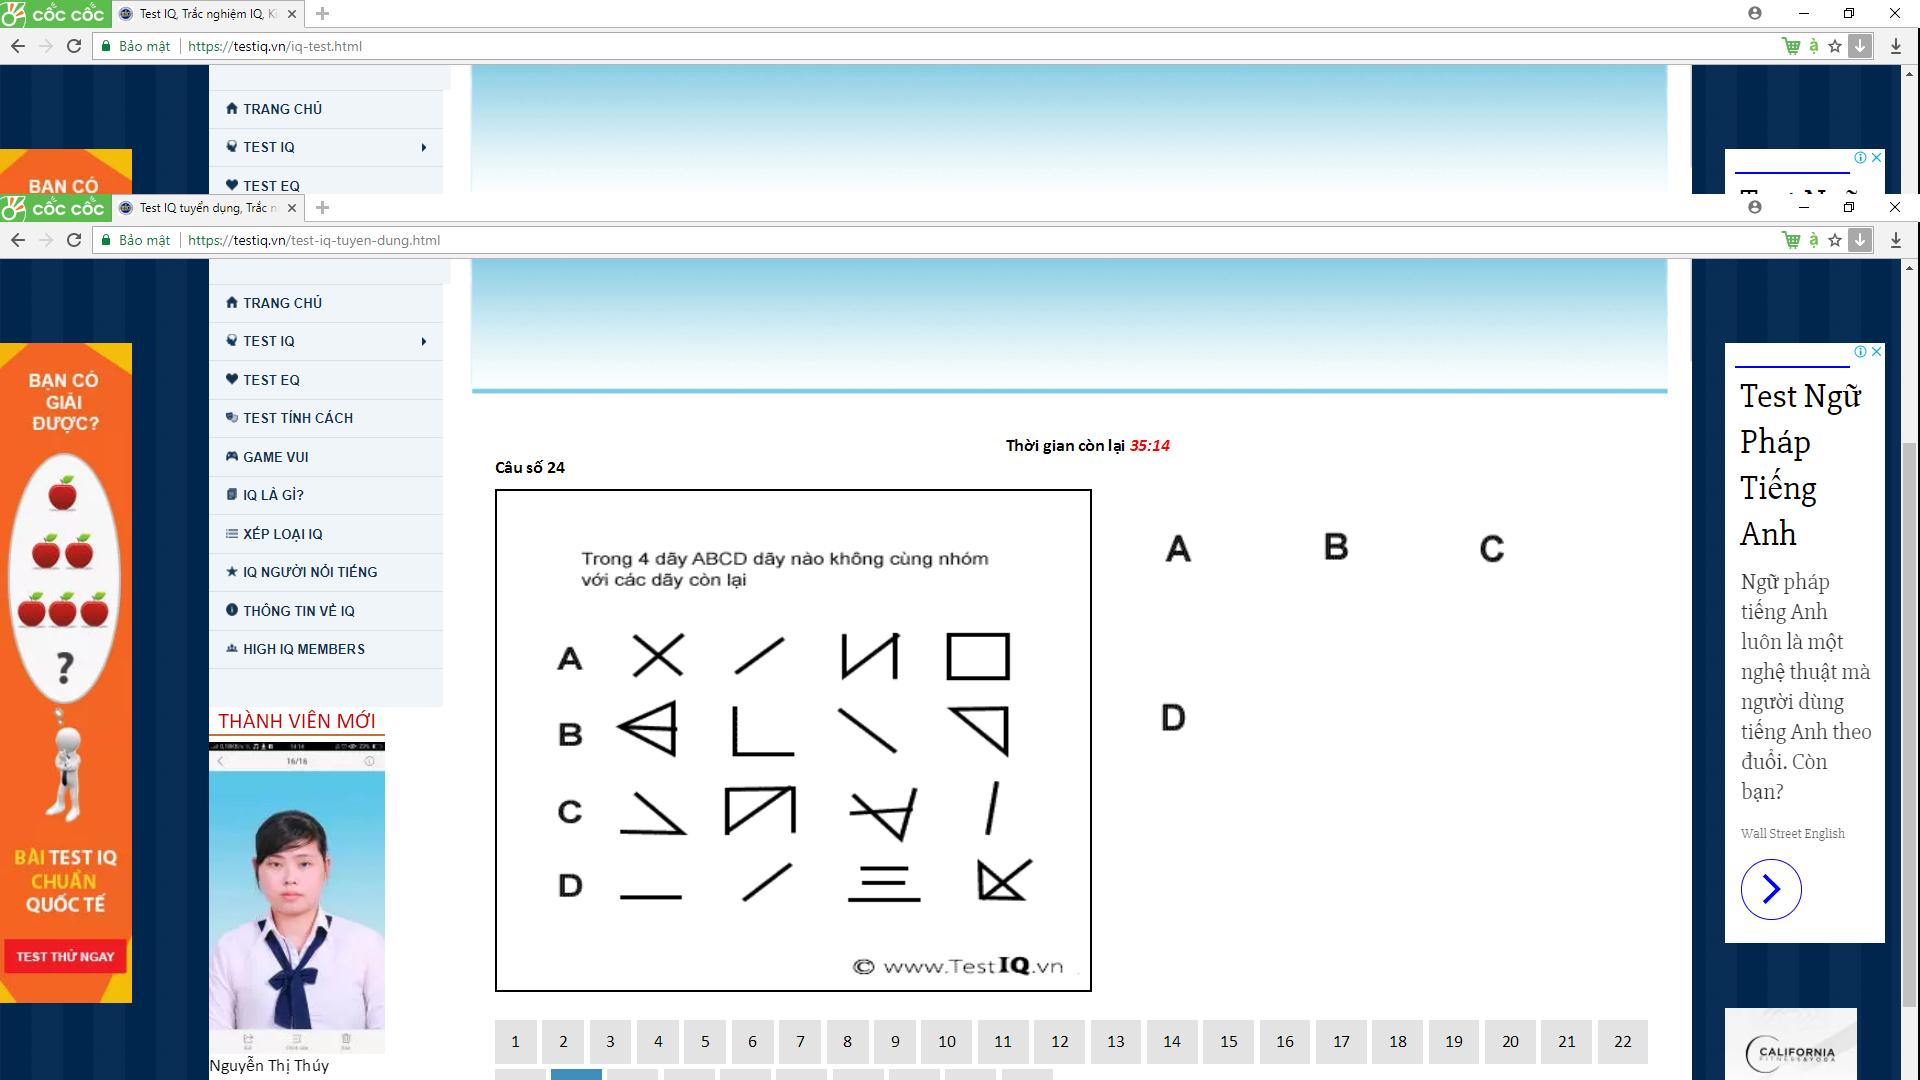 cốc cốc
Test IQ, Trắc nghiệm IQ, Ki
Bảo mật
https://testiq.vn/iq-test.html
TRANG CHỦ
TEST IQ
TEST EQ
BẠN CÓ
cốc cốc
Test IQ tuyển dụng, Trắc n
Bảo mật
https://testiq.vn/test-iq-tuyen-dung.html
TRANG CHỦ
TEST IQ
TEST EQ
TEST TÍNH CÁCH
GAME VUI
IQ LÀ GÌ?
XẾP LOẠI IQ
IQ NGƯỜI NỔI TIẾNG
THÔNG TIN VỀ IQ
HIGH IQ MEMBERS
BẠN CÓ
GIẢI
ĐƯỢC?
?
BÀI TEST IQ
CHUẨN
QUỐC TẾ
TEST THỬ NGAY
THÀNH VIÊN MỚI
16/16
Nguyễn Thị Thúy
Thời gian còn lại 35:14
Câu số 24
Trong 4 dãy ABCD dãy nào không cùng nhóm
với các dãy còn lại
A
B
C
D
© www.TestIQ.vn
A B C
D
1 2 3 4 5 6 7 8 9 10 11 12 13 14 15 16 17 18 19 20 21 22
Test Ngữ
Pháp
Tiếng
Anh
Ngữ pháp
tiếng Anh
luôn là một
nghệ thuật mà
người dùng
tiếng Anh theo
đuổi. Còn
bạn?
Wall Street English
CALIFORNIA
FITNESS&YOGA